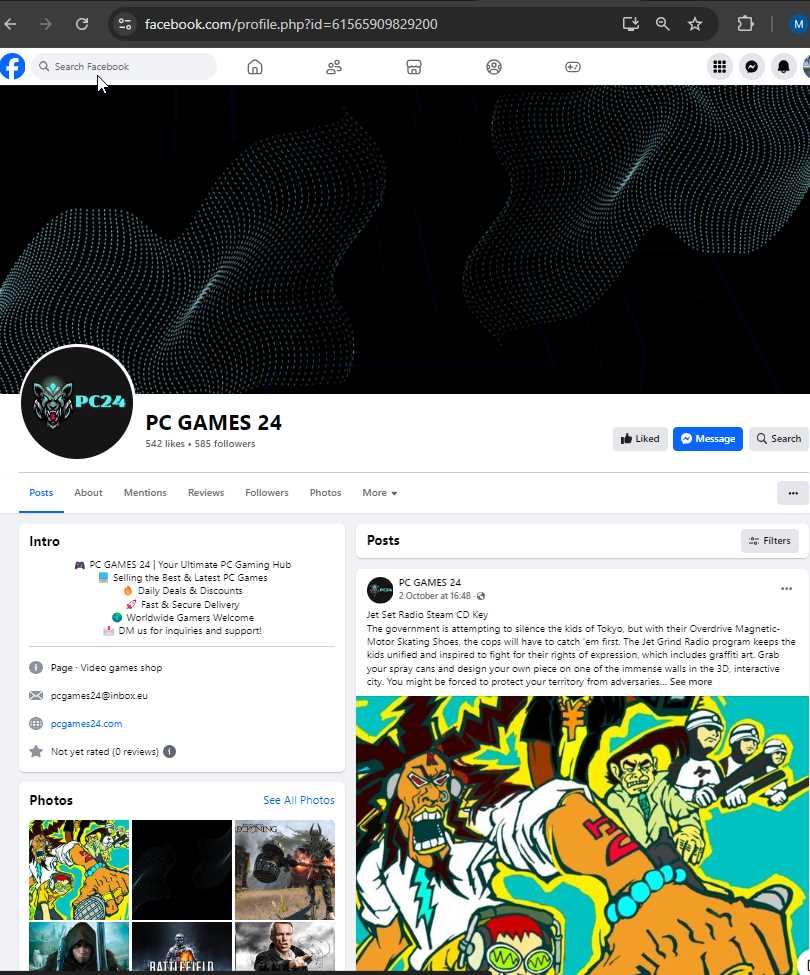 facebook.com/profile.php?id=61565909829200
M
Search Facebook
PC24
PC GAMES 24
542 likes • 585 followers
Liked
Message
Search
Posts
About
Mentions
Reviews
Followers
Photos
More
Intro
🎮 PC GAMES 24 | Your Ultimate PC Gaming Hub
Selling the Best & Latest PC Games
🔥 Daily Deals & Discounts
🚀 Fast & Secure Delivery
🌍 Worldwide Gamers Welcome
📩 DM us for inquiries and support!
Page · Video games shop
pcgames24@inbox.eu
pcgames24.com
Not yet rated (0 reviews)
Photos
See All Photos
BATTLEFIELD
Posts
Filters
PC GAMES 24
2 October at 16:48 ·
Jet Set Radio Steam CD Key
The government is attempting to silence the kids of Tokyo, but with their Overdrive Magnetic-
Motor Skating Shoes, the cops will have to catch 'em first. The Jet Grind Radio program keeps the
kids unified and inspired to fight for their rights of expression, which includes graffiti art. Grab
your spray cans and design your own piece on one of the immense walls in the 3D, interactive
city. You might be forced to protect your territory from adversaries... See more